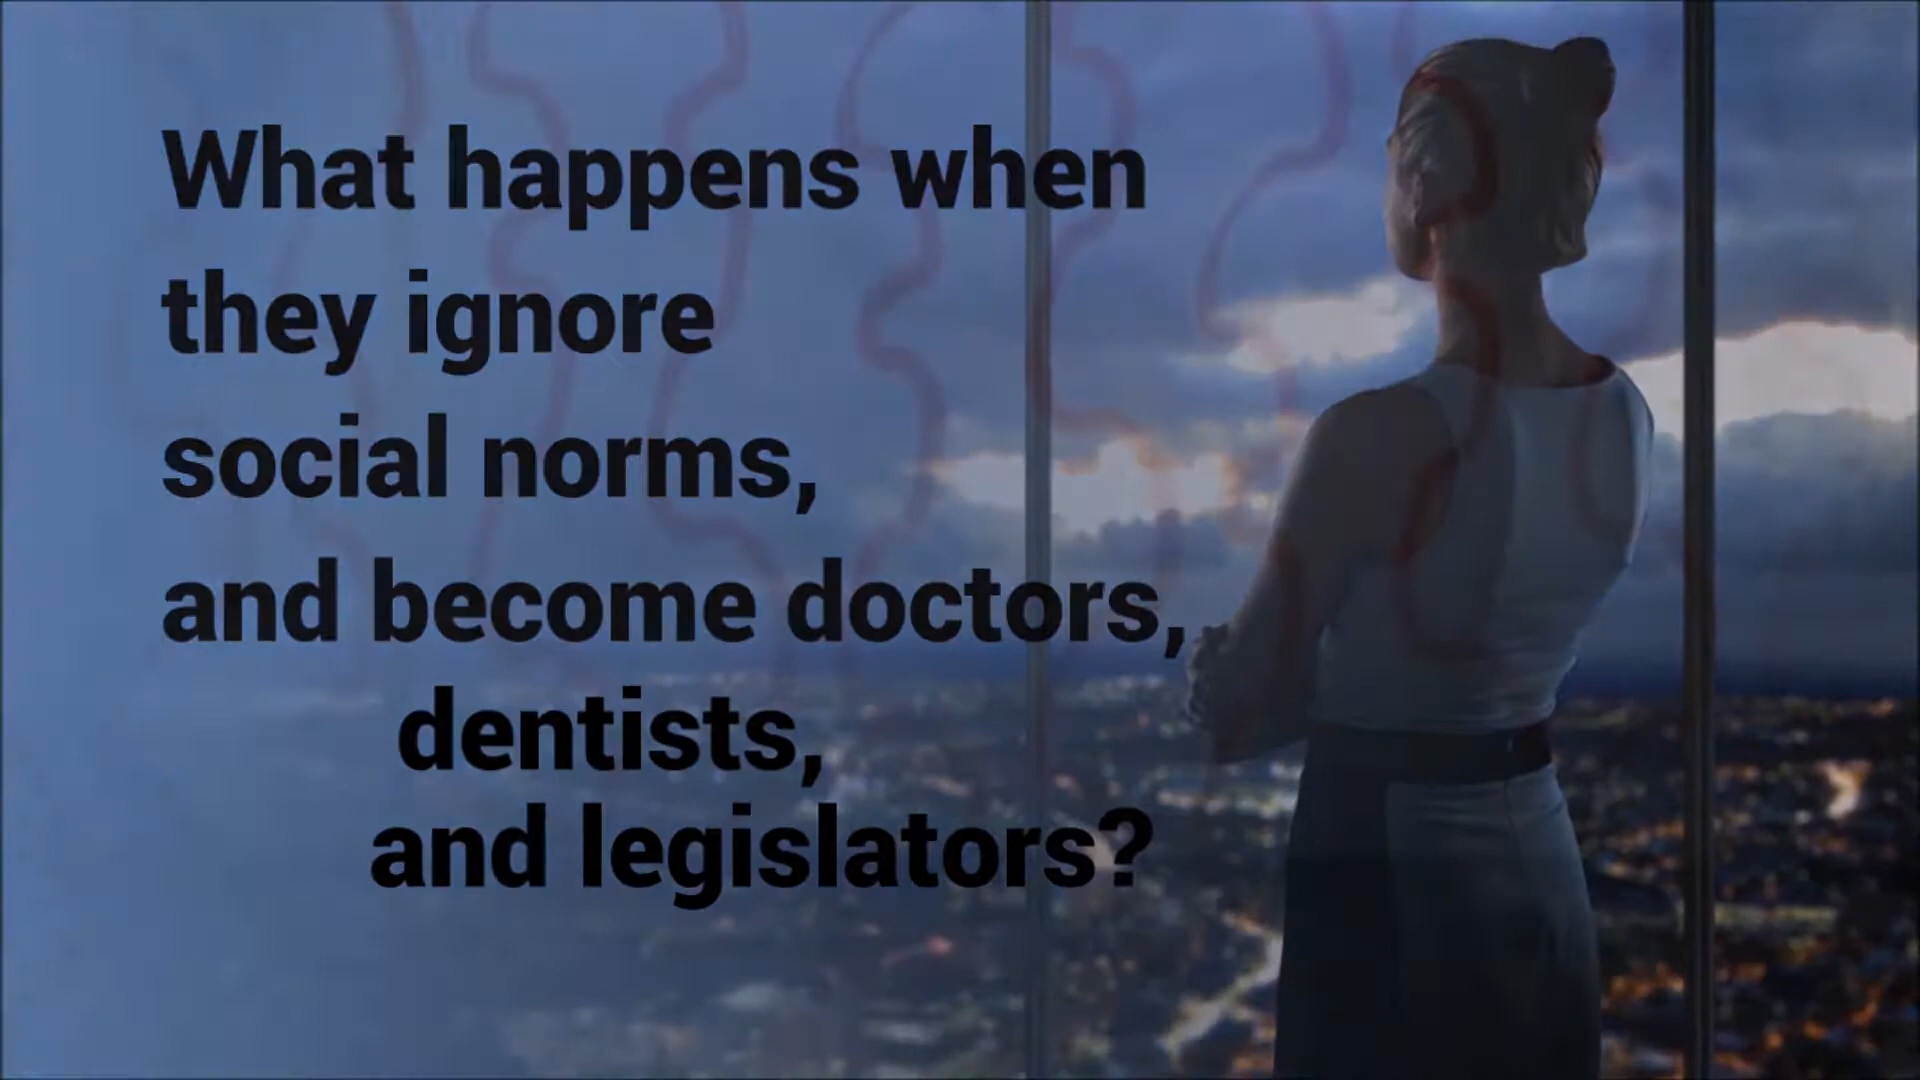 What happens when
they ignore
social norms,
and become doctors,
dentists,
and legislators?